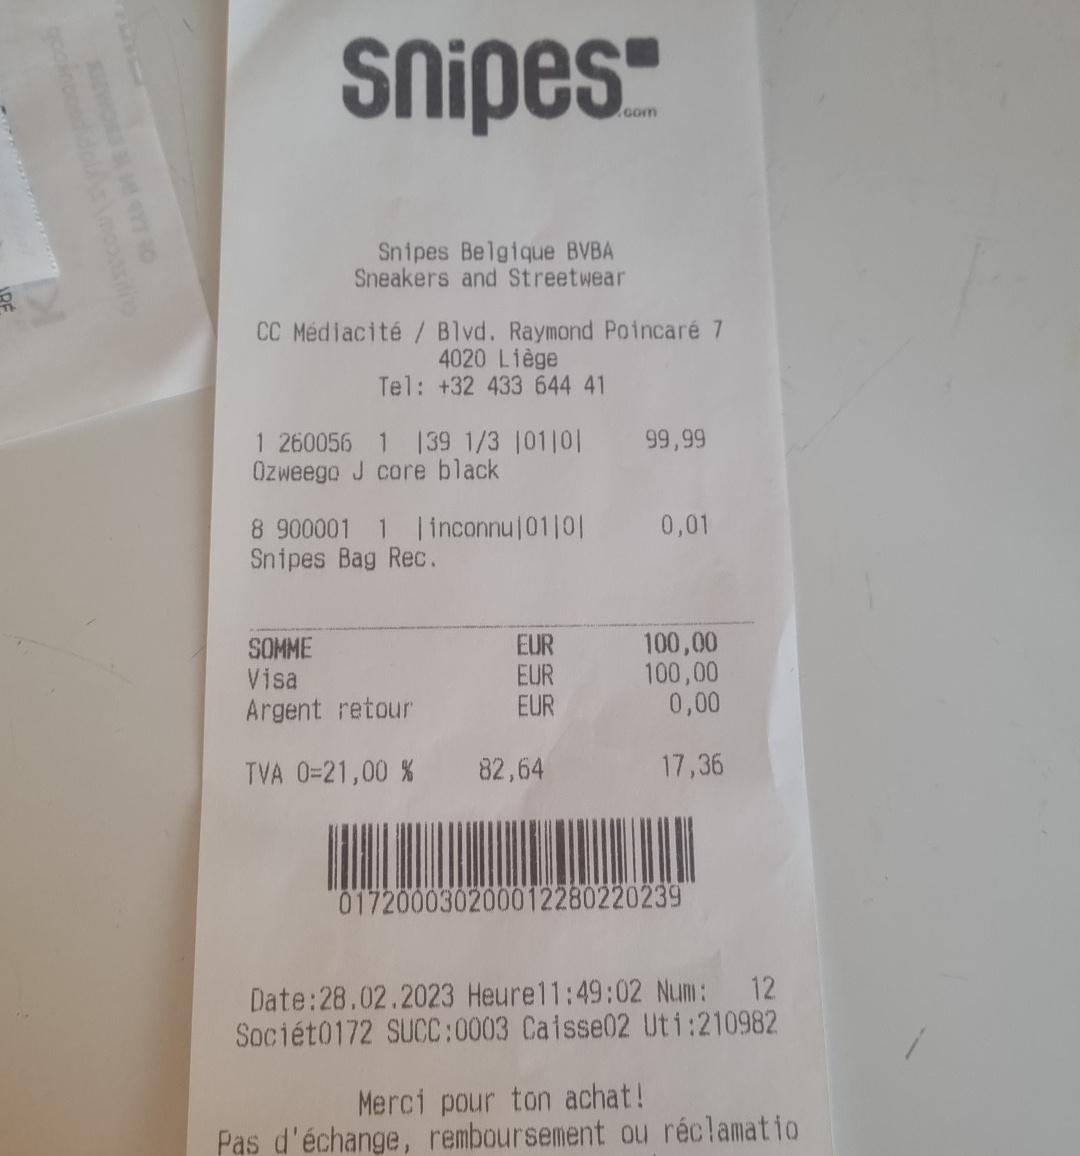 snipes
.com
Snipes Belgique BVBA
Sneakers and Streetwear
CC Médiacité / Blvd. Raymond Poincaré 7
4020 Liège
Tel: +32 433 644 41
1 260056 1 |39 1/3 |01|0| 99,99
Ozweego J core black
8 900001 1 |inconnu|01|0| 0,01
Snipes Bag Rec.
SOMME EUR 100,00
Visa EUR 100,00
Argent retour EUR 0,00
TVA 0=21,00 % 82,64 17,36
017200030200012280220239
Date:28.02.2023 Heure11:49:02 Num: 12
Sociét0172 SUCC:0003 Caisse02 Uti:210982
Merci pour ton achat!
Pas d'échange, remboursement ou réclamatio